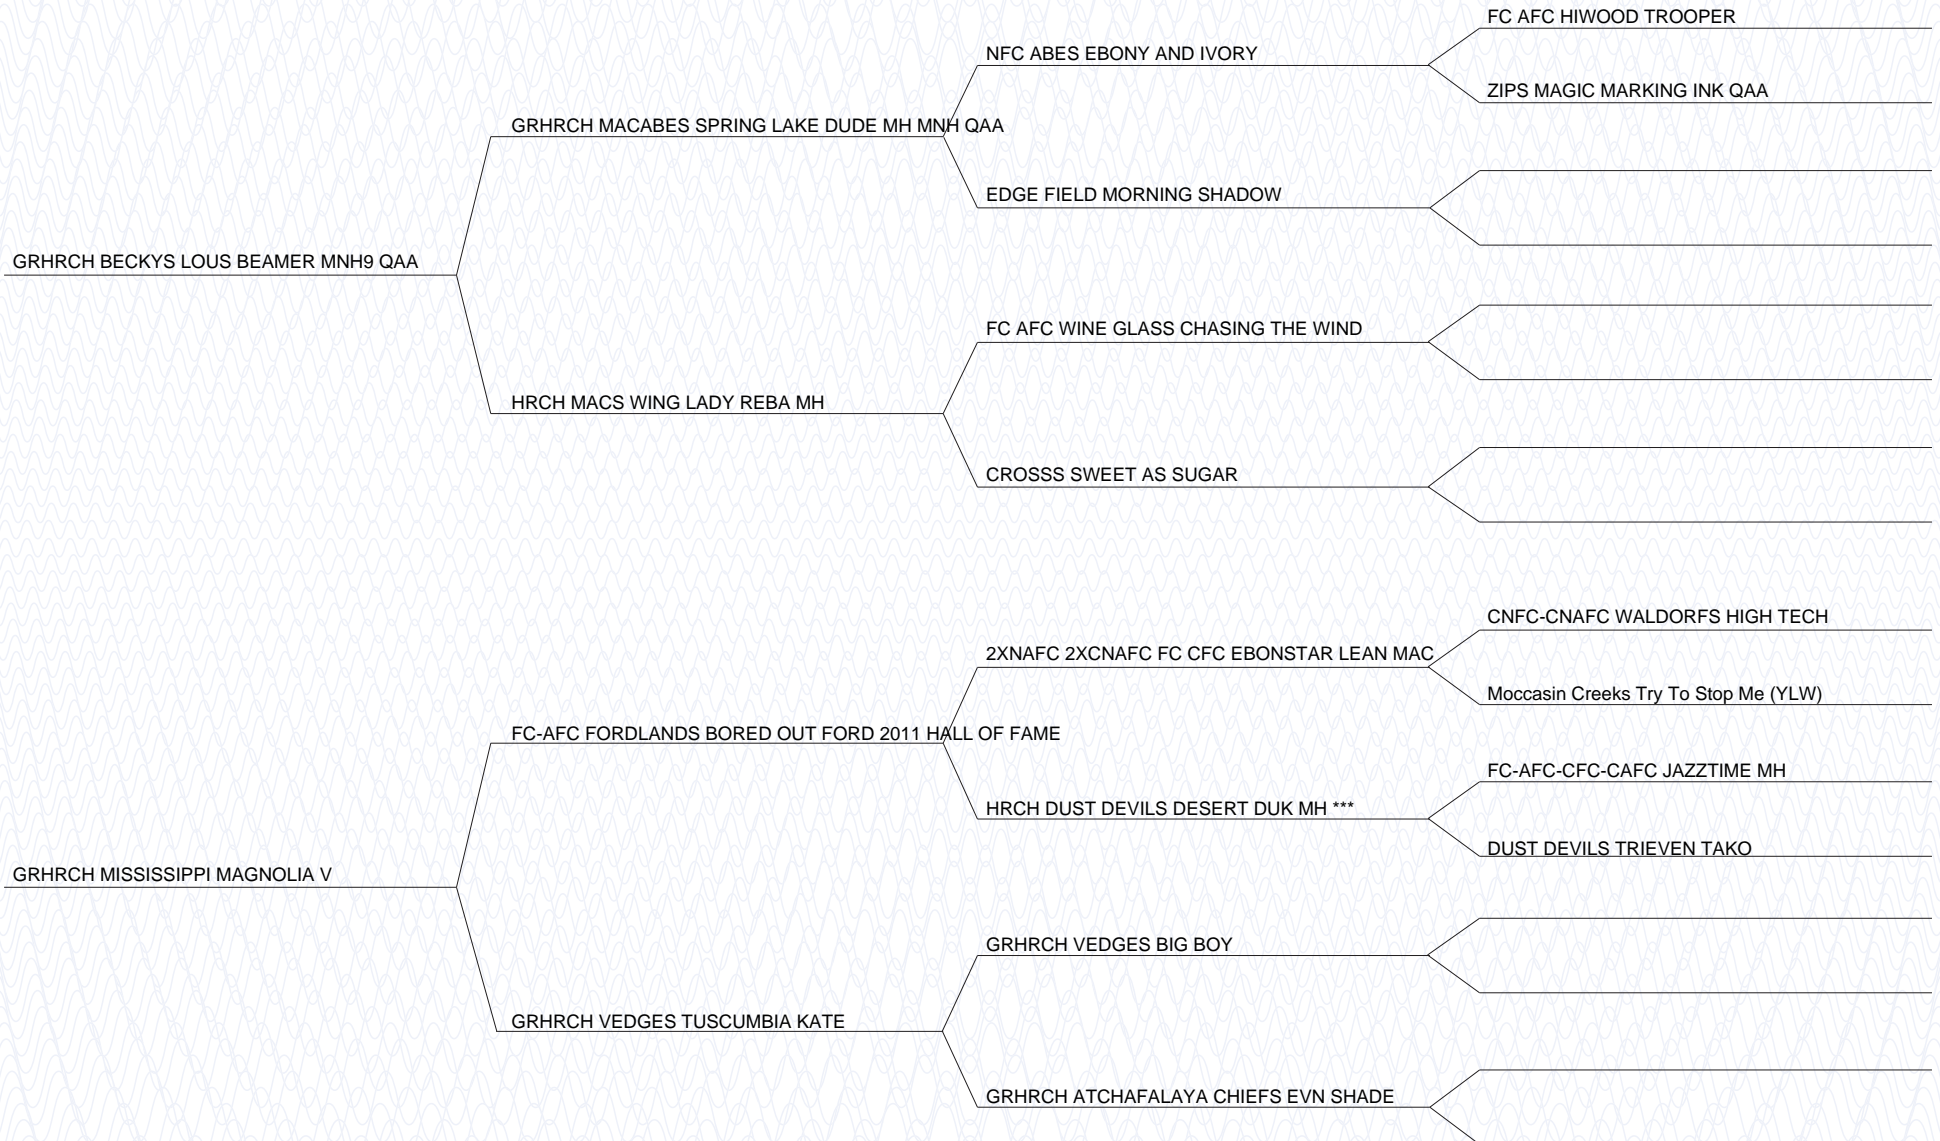 FC AFC HIWOOD TROOPER
NFC ABES EBONY AND IVORY
ZIPS MAGIC MARKING INK QAA
GRHRCH MACABES SPRING LAKE DUDE MH MNH QAA
EDGE FIELD MORNING SHADOW
GRHRCH BECKYS LOUS BEAMER MNH9 QAA
FC AFC WINE GLASS CHASING THE WIND
HRCH MACS WING LADY REBA MH
CROSSS SWEET AS SUGAR
CNFC-CNAFC WALDORFS HIGH TECH
2XNAFC 2XCNAFC FC CFC EBONSTAR LEAN MAC
Moccasin Creeks Try To Stop Me (YLW)
FC-AFC FORDLANDS BORED OUT FORD 2011 HALL OF FAME
FC-AFC-CFC-CAFC JAZZTIME MH
HRCH DUST DEVILS DESERT DUK MH ***
DUST DEVILS TRIEVEN TAKO
GRHRCH MISSISSIPPI MAGNOLIA V
GRHRCH VEDGES BIG BOY
GRHRCH VEDGES TUSCUMBIA KATE
GRHRCH ATCHAFALAYA CHIEFS EVN SHADE